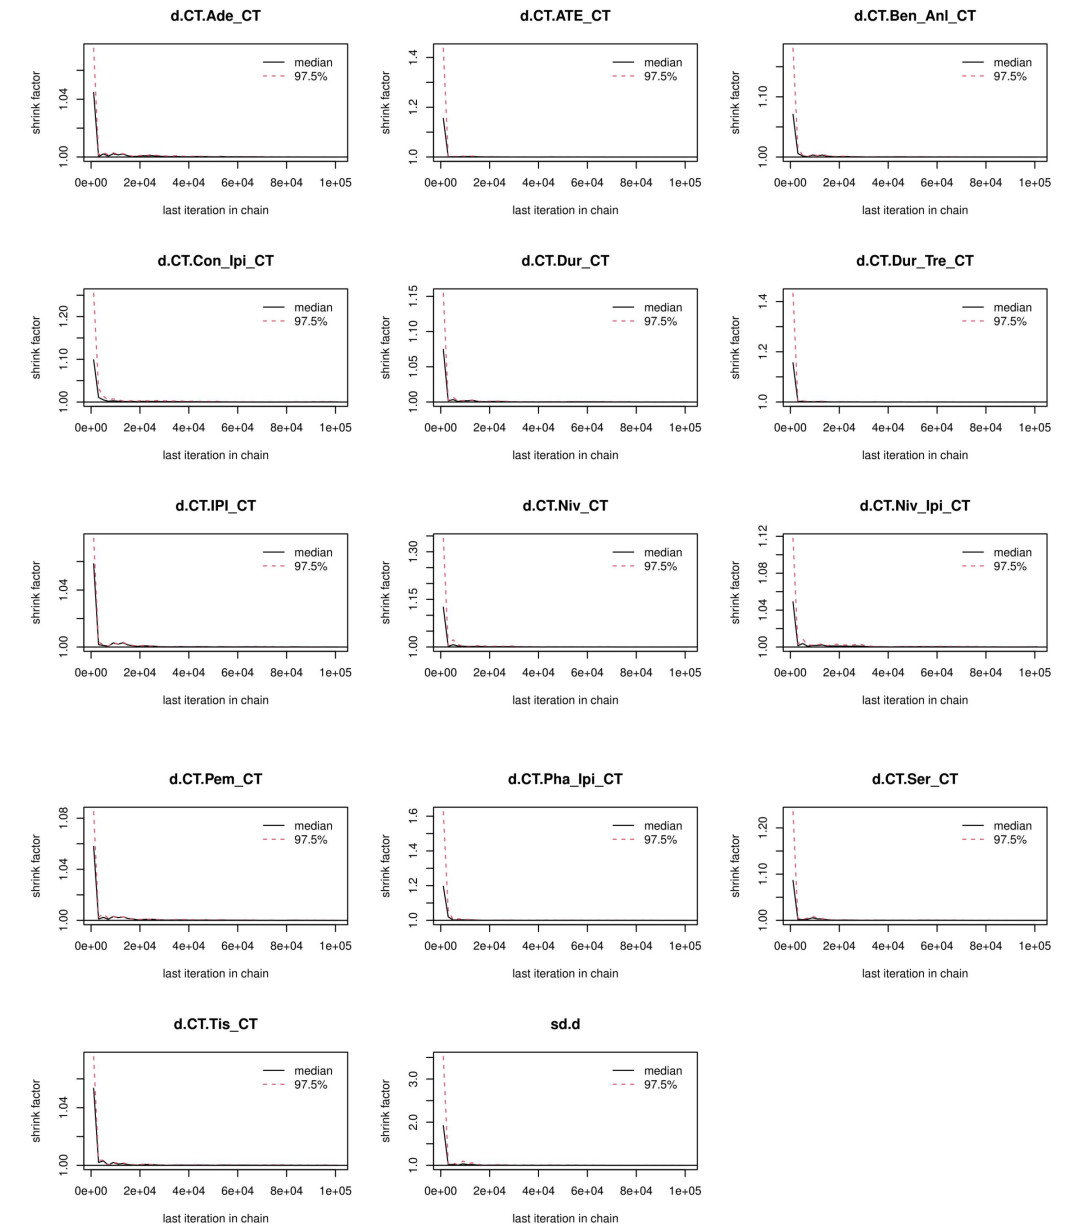 d.CT.Ade_CT
shrink factor
1.00 1.04
median
97.5%
0e+00 2e+04 4e+04 6e+04 8e+04 1e+05
last iteration in chain
d.CT.ATE_CT
shrink factor
1.0 1.2 1.4
median
97.5%
0e+00 2e+04 4e+04 6e+04 8e+04 1e+05
last iteration in chain
d.CT.Ben_Anl_CT
shrink factor
1.00 1.10
median
97.5%
0e+00 2e+04 4e+04 6e+04 8e+04 1e+05
last iteration in chain
d.CT.Con_Ipi_CT
shrink factor
1.00 1.10 1.20
median
97.5%
0e+00 2e+04 4e+04 6e+04 8e+04 1e+05
last iteration in chain
d.CT.Dur_CT
shrink factor
1.00 1.05 1.10 1.15
median
97.5%
0e+00 2e+04 4e+04 6e+04 8e+04 1e+05
last iteration in chain
d.CT.Dur_Tre_CT
shrink factor
1.0 1.2 1.4
median
97.5%
0e+00 2e+04 4e+04 6e+04 8e+04 1e+05
last iteration in chain
d.CT.IPI_CT
shrink factor
1.00 1.04
median
97.5%
0e+00 2e+04 4e+04 6e+04 8e+04 1e+05
last iteration in chain
d.CT.Niv_CT
shrink factor
1.00 1.15 1.30
median
97.5%
0e+00 2e+04 4e+04 6e+04 8e+04 1e+05
last iteration in chain
d.CT.Niv_Ipi_CT
shrink factor
1.00 1.04 1.08 1.12
median
97.5%
0e+00 2e+04 4e+04 6e+04 8e+04 1e+05
last iteration in chain
d.CT.Pem_CT
shrink factor
1.00 1.04 1.08
median
97.5%
0e+00 2e+04 4e+04 6e+04 8e+04 1e+05
last iteration in chain
d.CT.Pha_Ipi_CT
shrink factor
1.0 1.2 1.4 1.6
median
97.5%
0e+00 2e+04 4e+04 6e+04 8e+04 1e+05
last iteration in chain
d.CT.Ser_CT
shrink factor
1.00 1.10 1.20
median
97.5%
0e+00 2e+04 4e+04 6e+04 8e+04 1e+05
last iteration in chain
d.CT.Tis_CT
shrink factor
1.00 1.04
median
97.5%
0e+00 2e+04 4e+04 6e+04 8e+04 1e+05
last iteration in chain
sd.d
shrink factor
1.0 2.0 3.0
median
97.5%
0e+00 2e+04 4e+04 6e+04 8e+04 1e+05
last iteration in chain